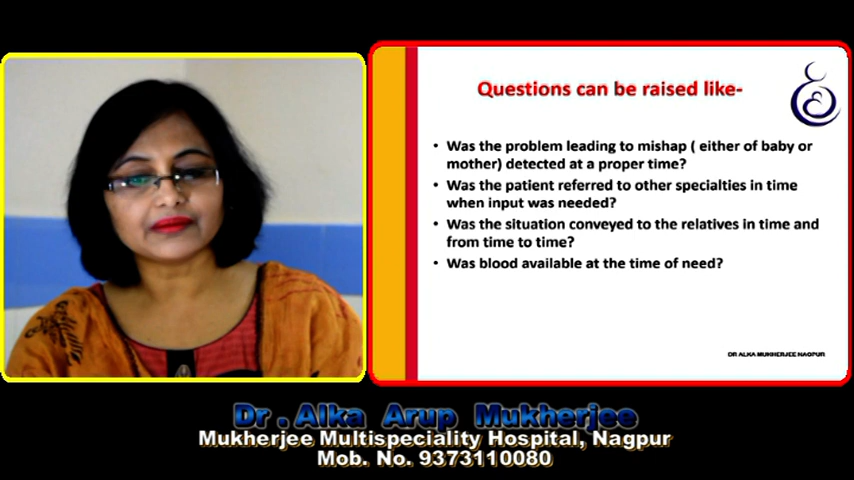 Questions can be raised like-
• Was the problem leading to mishap ( either of baby or
mother) detected at a proper time?
• Was the patient referred to other specialties in time
when input was needed?
• Was the situation conveyed to the relatives in time and
from time to time?
• Was blood available at the time of need?
DR ALKA MUKHERJEE NAGPUR
Dr . Alka Arup Mukherjee
Mukherjee Multispeciality Hospital, Nagpur
Mob. No. 9373110080